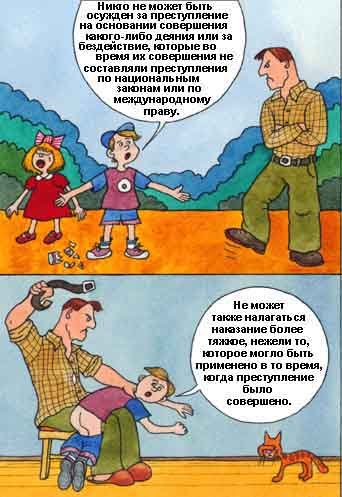 Никто не может быть
осужден за преступление
на основании совершения
какого-либо деяния или за
бездействие, которые во
время их совершения не
составляли преступления
по национальным
законам или по
международному
праву.
Не может
также налагаться
наказание более
тяжкое, нежели то,
которое могло быть
применено в то время,
когда преступление
было
совершено.